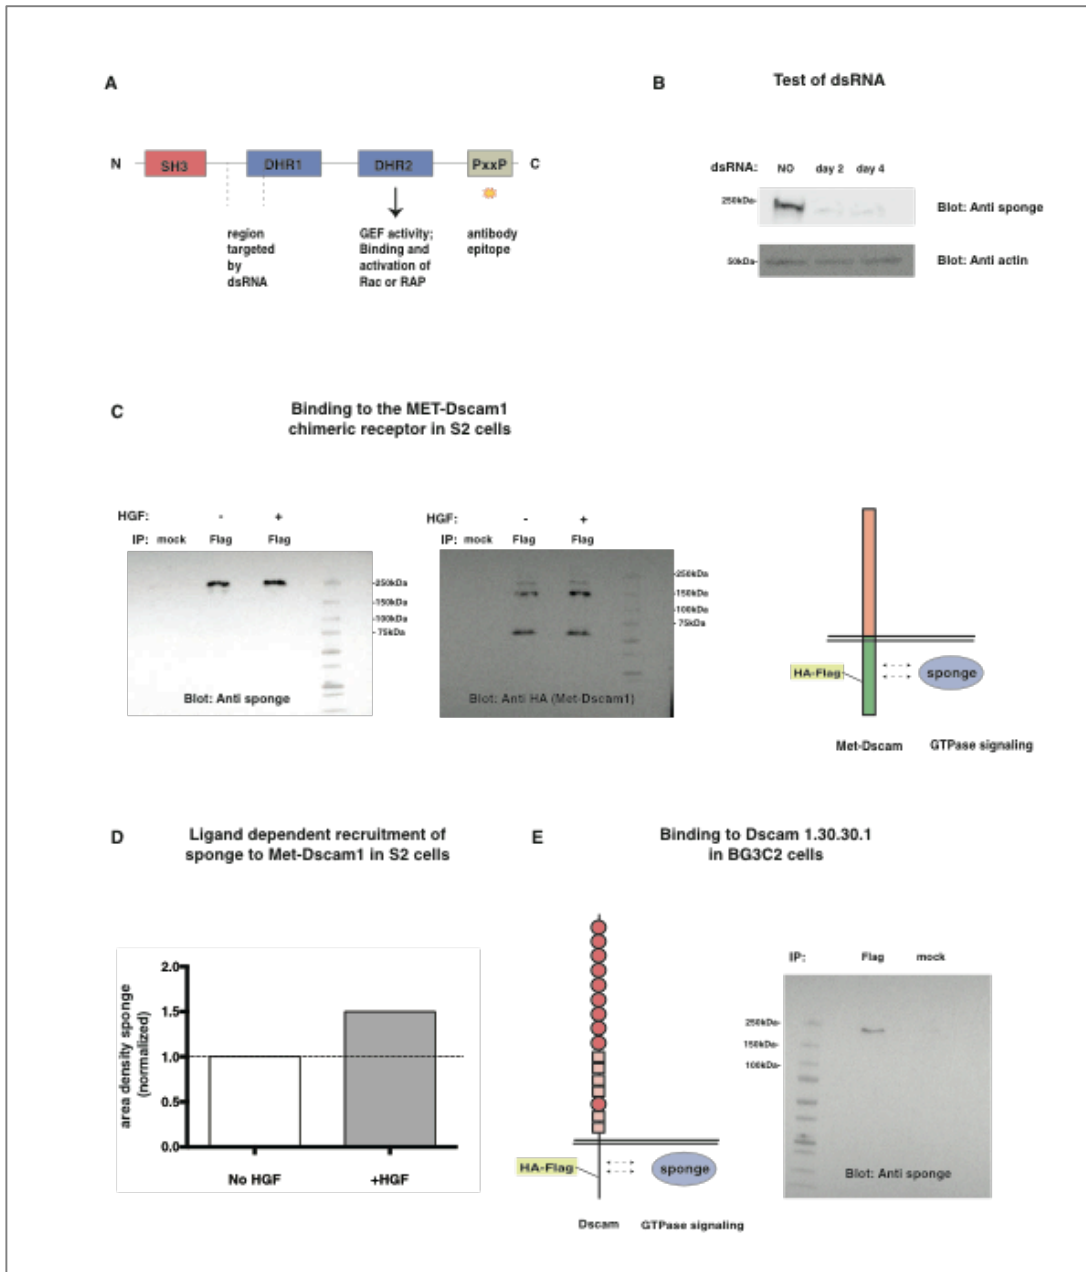 A
N
SH3
DHR1
DHR2
PxxP
C
region
targeted
by
dsRNA
GEF activity;
Binding and
activation of
Rac or RAP
antibody
epitope
B
Test of dsRNA
dsRNA: NO day 2 day 4
250kDa-
Blot: Anti sponge
50kDa-
Blot: Anti actin
C
Binding to the MET-Dscam1
chimeric receptor in S2 cells
HGF: - +
IP: mock Flag Flag
-250kDa
-150kDa
-100kDa
- 75kDa
Blot: Anti sponge
HGF: - +
IP: mock Flag Flag
-250kDa
-150kDa
-100kDa
- 75kDa
Blot: Anti HA (Met-Dscam1)
HA-Flag
sponge
Met-Dscam GTPase signaling
D
Ligand dependent recruitment of
sponge to Met-Dscam1 in S2 cells
area density sponge
(normalized)
2.0
1.5
1.0
0.5
0.0
No HGF +HGF
E
Binding to Dscam 1.30.30.1
in BG3C2 cells
HA-Flag
sponge
Dscam GTPase signaling
IP: Flag mock
250kDa-
150kDa-
100kDa-
Blot: Anti sponge